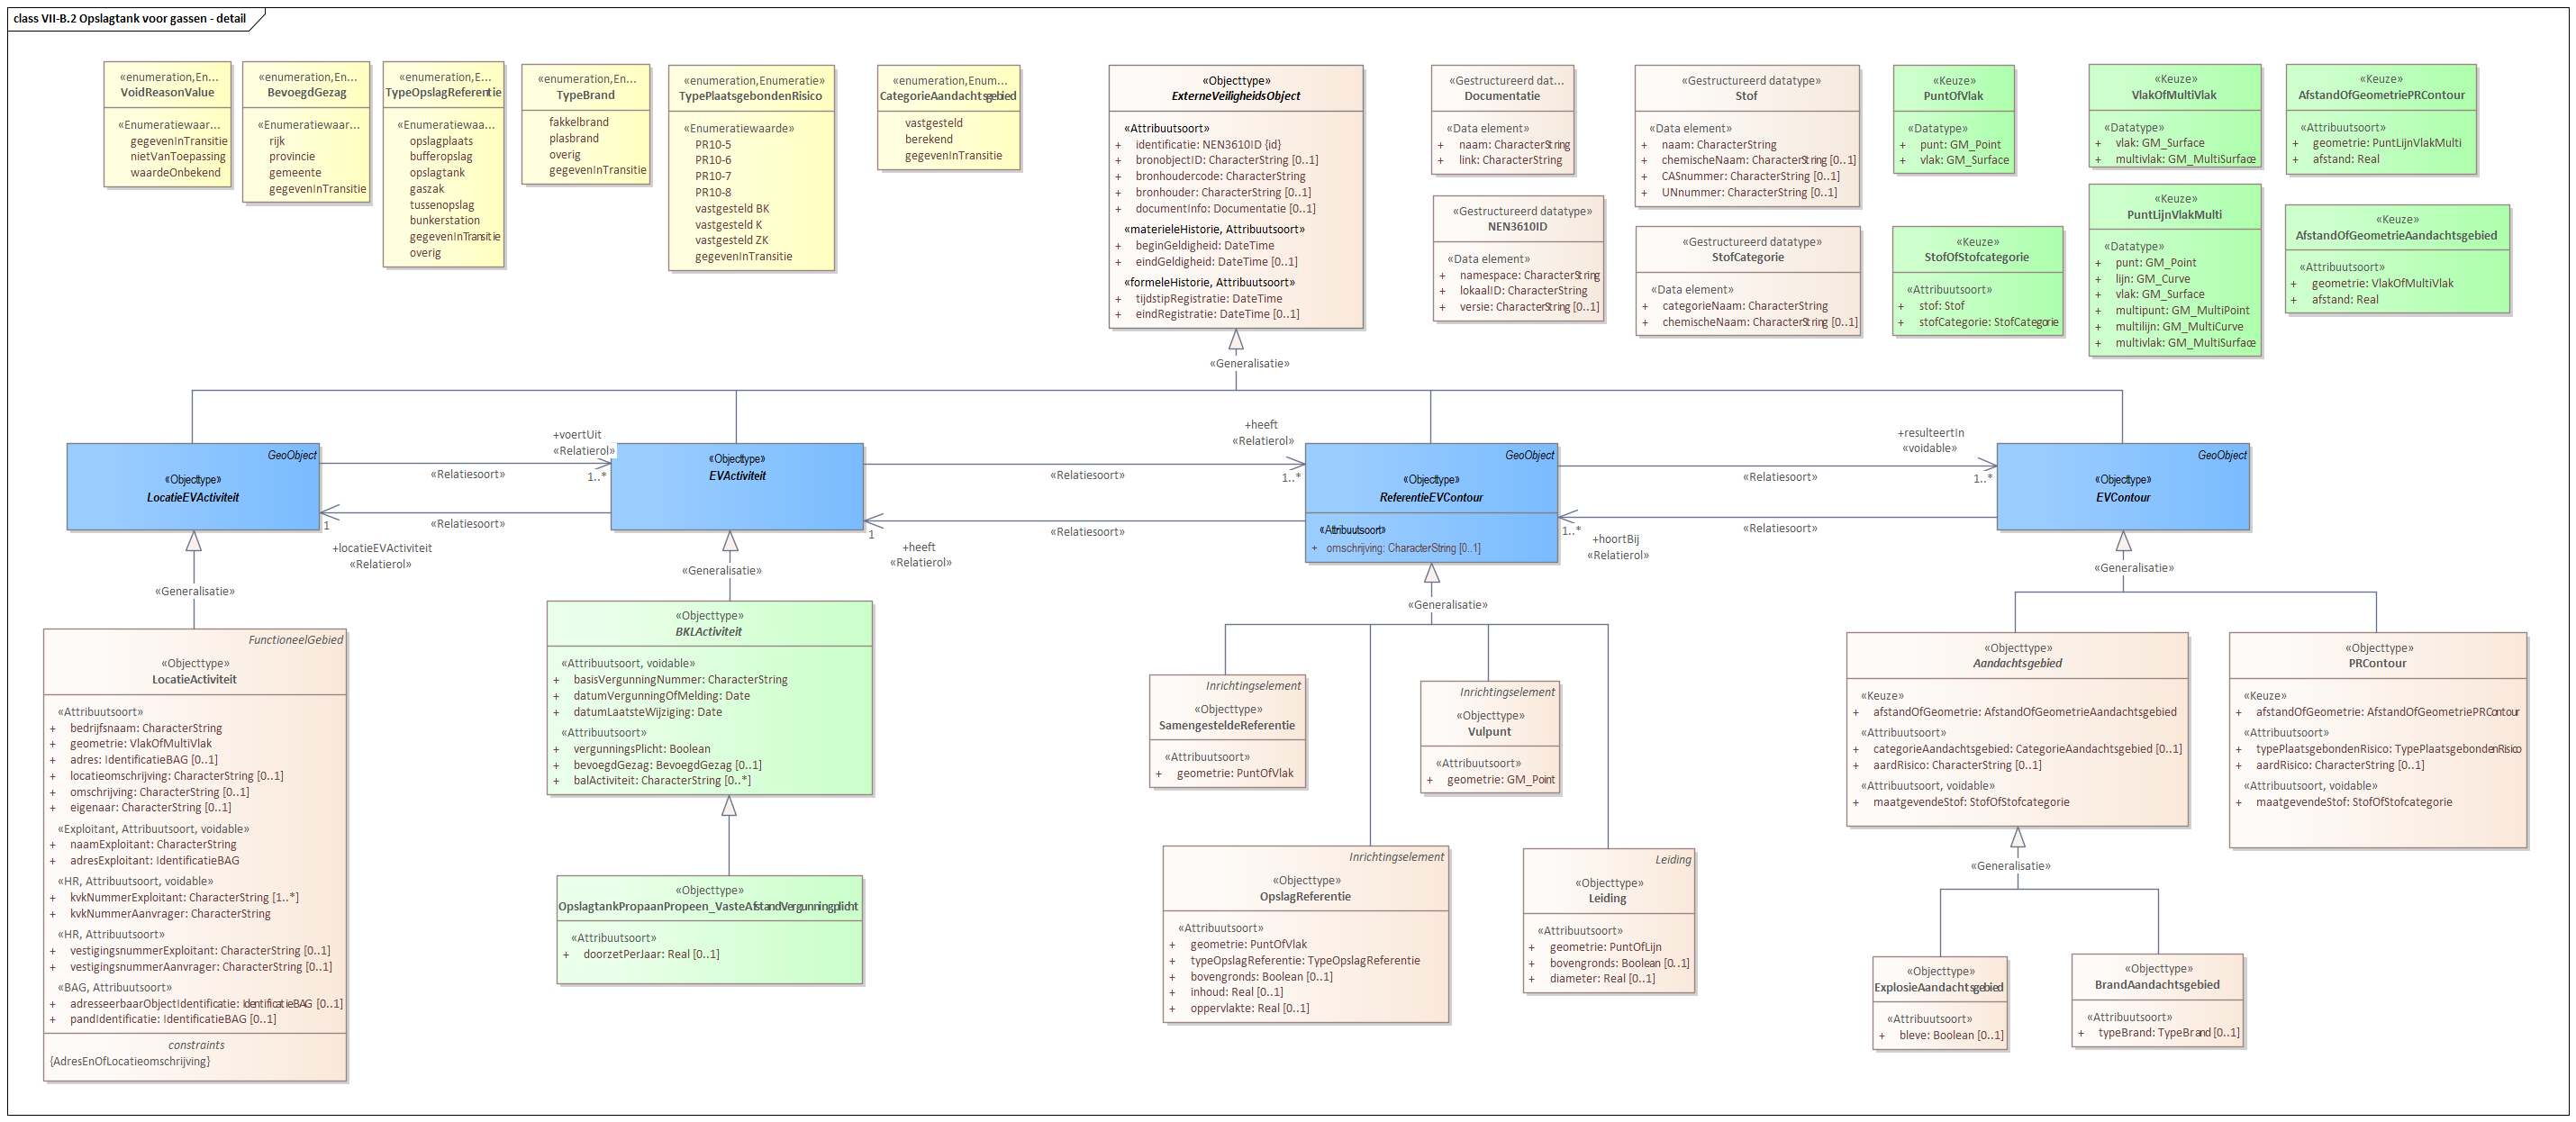 class VII-B.2 Opslagtank voor gassen - detail
«enumeration,En...
VoidReasonValue
«Enumeratiewaar...
gegevenInTransitie
nietVanToepassing
waardeOnbekend
«enumeration,En...
BevoegdGezag
«Enumeratiewaar...
rijk
provincie
gemeente
gegevenInTransitie
«enumeration,E...
TypeOpslagReferentie
«Enumeratiewaa...
opslagplaats
bufferopslag
opslagtank
gaszak
tussenopslag
bunkerstation
gegevenInTransitie
overig
«enumeration,En...
TypeBrand
fakkelbrand
plasbrand
overig
gegevenInTransitie
«enumeration,Enumeratie»
TypePlaatsgebondenRisico
«Enumeratiewaarde»
PR10-5
PR10-6
PR10-7
PR10-8
vastgesteld BK
vastgesteld K
vastgesteld ZK
gegevenInTransitie
«enumeration,Enum...
CategorieAandachtsgebied
vastgesteld
berekend
gegevenInTransitie
«Objecttype»
ExterneVeiligheidsObject
«Attribuutsoort»
+ identificatie: NEN3610ID {id}
+ bronobjectID: CharacterString [0..1]
+ bronhoudercode: CharacterString
+ bronhouder: CharacterString [0..1]
+ documentInfo: Documentatie [0..1]
«materieleHistorie, Attribuutsoort»
+ beginGeldigheid: DateTime
+ eindGeldigheid: DateTime [0..1]
«formeleHistorie, Attribuutsoort»
+ tijdstipRegistratie: DateTime
+ eindRegistratie: DateTime [0..1]
«Gestructureerd dat...
Documentatie
«Data element»
+ naam: CharacterString
+ link: CharacterString
«Gestructureerd datatype»
NEN3610ID
«Data element»
+ namespace: CharacterString
+ lokaalID: CharacterString
+ versie: CharacterString [0..1]
«Gestructureerd datatype»
Stof
«Data element»
+ naam: CharacterString
+ chemischeNaam: CharacterString [0..1]
+ CASnummer: CharacterString [0..1]
+ UNnummer: CharacterString [0..1]
«Gestructureerd datatype»
StofCategorie
«Data element»
+ categorieNaam: CharacterString
+ chemischeNaam: CharacterString [0..1]
«Keuze»
PuntOfVlak
«Datatype»
+ punt: GM_Point
+ vlak: GM_Surface
«Keuze»
StofOfStofcategorie
«Attribuutsoort»
+ stof: Stof
+ stofCategorie: StofCategorie
«Keuze»
VlakOfMultiVlak
«Datatype»
+ vlak: GM_Surface
+ multivlak: GM_MultiSurface
«Keuze»
PuntLijnVlakMulti
«Datatype»
+ punt: GM_Point
+ lijn: GM_Curve
+ vlak: GM_Surface
+ multipunt: GM_MultiPoint
+ multilijn: GM_MultiCurve
+ multivlak: GM_MultiSurface
«Keuze»
AfstandOfGeometriePRContour
«Attribuutsoort»
+ geometrie: PuntLijnVlakMulti
+ afstand: Real
«Keuze»
AfstandOfGeometrieAandachtsgebied
«Attribuutsoort»
+ geometrie: VlakOfMultiVlak
+ afstand: Real
«Generalisatie»
GeoObject
«Objecttype»
LocatieEVActiviteit
+voertUit
«Relatierol»
1..*
«Relatiesoort»
«Relatiesoort»
1
+locatieEVActiviteit
«Relatierol»
«Objecttype»
EVActiviteit
+heeft
«Relatierol»
1..*
«Relatiesoort»
«Relatiesoort»
1
+heeft
«Relatierol»
GeoObject
«Objecttype»
ReferentieEVContour
«Attribuutsoort»
+ omschrijving: CharacterString [0..1]
+resulteertIn
«voidable»
1..*
«Relatiesoort»
«Relatiesoort»
1..*
+hoortBij
«Relatierol»
GeoObject
«Objecttype»
EVContour
«Generalisatie»
«Generalisatie»
«Generalisatie»
«Generalisatie»
FunctioneelGebied
«Objecttype»
LocatieActiviteit
«Attribuutsoort»
+ bedrijfsnaam: CharacterString
+ geometrie: VlakOfMultiVlak
+ adres: IdentificatieBAG [0..1]
+ locatieomschrijving: CharacterString [0..1]
+ omschrijving: CharacterString [0..1]
+ eigenaar: CharacterString [0..1]
«Exploitant, Attribuutsoort, voidable»
+ naamExploitant: CharacterString
+ adresExploitant: IdentificatieBAG
«HR, Attribuutsoort, voidable»
+ kvkNummerExploitant: CharacterString [1..*]
+ kvkNummerAanvrager: CharacterString
«HR, Attribuutsoort»
+ vestigingsnummerExploitant: CharacterString [0..1]
+ vestigingsnummerAanvrager: CharacterString [0..1]
«BAG, Attribuutsoort»
+ adresseerbaarObjectIdentificatie: IdentificatieBAG [0..1]
+ pandIdentificatie: IdentificatieBAG [0..1]
constraints
{AdresEnOfLocatieomschrijving}
«Objecttype»
BKLActiviteit
«Attribuutsoort, voidable»
+ basisVergunningNummer: CharacterString
+ datumVergunningOfMelding: Date
+ datumLaatsteWijziging: Date
«Attribuutsoort»
+ vergunningsPlicht: Boolean
+ bevoegdGezag: BevoegdGezag [0..1]
+ balActiviteit: CharacterString [0..*]
«Objecttype»
OpslagtankPropaanPropeen_VasteAfstandVergunningplicht
«Attribuutsoort»
+ doorzetPerJaar: Real [0..1]
Inrichtingselement
«Objecttype»
SamengesteldeReferentie
«Attribuutsoort»
+ geometrie: PuntOfVlak
Inrichtingselement
«Objecttype»
Vulpunt
«Attribuutsoort»
+ geometrie: GM_Point
Inrichtingselement
«Objecttype»
OpslagReferentie
«Attribuutsoort»
+ geometrie: PuntOfVlak
+ typeOpslagReferentie: TypeOpslagReferentie
+ bovengronds: Boolean [0..1]
+ inhoud: Real [0..1]
+ oppervlakte: Real [0..1]
Leiding
«Objecttype»
Leiding
«Attribuutsoort»
+ geometrie: PuntOfLijn
+ bovengronds: Boolean [0..1]
+ diameter: Real [0..1]
«Objecttype»
Aandachtsgebied
«Keuze»
+ afstandOfGeometrie: AfstandOfGeometrieAandachtsgebied
«Attribuutsoort»
+ categorieAandachtsgebied: CategorieAandachtsgebied [0..1]
+ aardRisico: CharacterString [0..1]
«Attribuutsoort, voidable»
+ maatgevendeStof: StofOfStofcategorie
«Objecttype»
PRContour
«Keuze»
+ afstandOfGeometrie: AfstandOfGeometriePRContour
«Attribuutsoort»
+ typePlaatsgebondenRisico: TypePlaatsgebondenRisico
+ aardRisico: CharacterString [0..1]
«Attribuutsoort, voidable»
+ maatgevendeStof: StofOfStofcategorie
«Generalisatie»
«Objecttype»
ExplosieAandachtsgebied
«Attribuutsoort»
+ bleve: Boolean [0..1]
«Objecttype»
BrandAandachtsgebied
«Attribuutsoort»
+ typeBrand: TypeBrand [0..1]